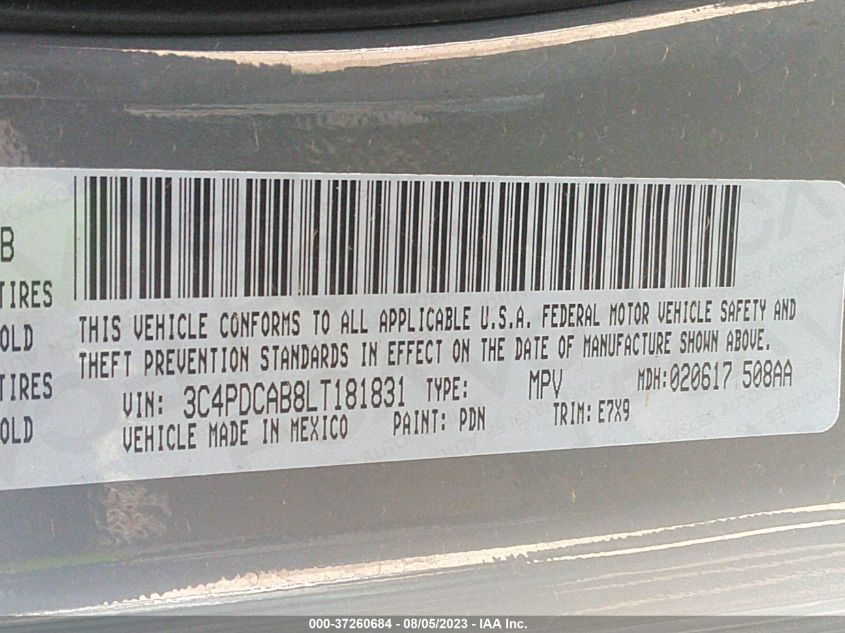 B
TIRES
OLD
TIRES
OLD
THIS VEHICLE CONFORMS TO ALL APPLICABLE U.S.A. FEDERAL MOTOR VEHICLE SAFETY AND
THEFT PREVENTION STANDARDS IN EFFECT ON THE DATE OF MANUFACTURE SHOWN ABOVE.
VIN: 3C4PDCAB8LT181831 TYPE: MPV MDH:020617 508AA
VEHICLE MADE IN MEXICO PAINT: PDN TRIM: E7X9
000-37260684 - 08/05/2023 - IAA Inc.